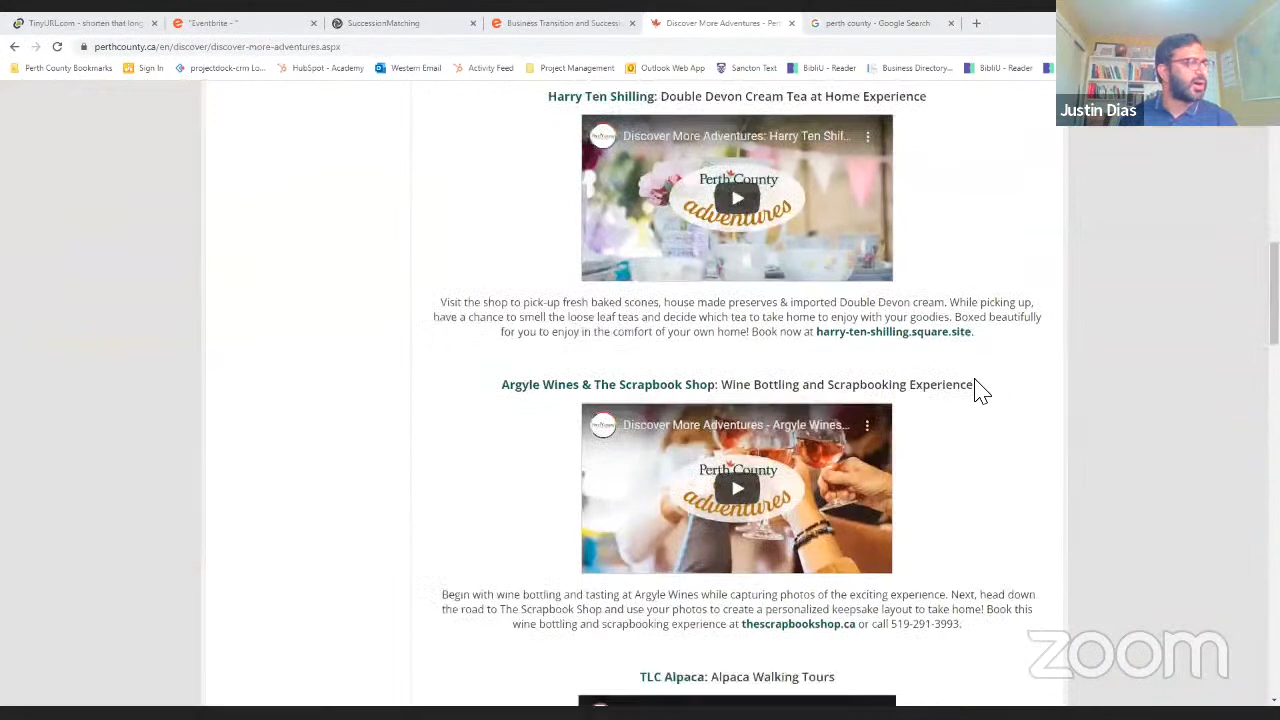 TinyURL.com - shorten that long
"Eventbrite - "
SuccessionMatching
Business Transition and Successi
Discover More Adventures - Per
perth county - Google Search
perthcounty.ca/en/discover/discover-more-adventures.aspx
Perth County Bookmarks
Sign In
projectdock-crm Lo...
HubSpot - Academy
Western Email
Activity Feed
Project Management
Outlook Web App
Sancton Text
BibliU - Reader
Business Directory...
BibliU - Reader
Justin Dias
Harry Ten Shilling: Double Devon Cream Tea at Home Experience
Discover More Adventures: Harry Ten Shil...
Perth County
adventures
Visit the shop to pick-up fresh baked scones, house made preserves & imported Double Devon cream. While picking up,
have a chance to smell the loose leaf teas and decide which tea to take home to enjoy with your goodies. Boxed beautifully
for you to enjoy in the comfort of your own home! Book now at harry-ten-shilling.square.site.
Argyle Wines & The Scrapbook Shop: Wine Bottling and Scrapbooking Experience
Discover More Adventures - Argyle Wines...
Perth County
adventures
Begin with wine bottling and tasting at Argyle Wines while capturing photos of the exciting experience. Next, head down
the road to The Scrapbook Shop and use your photos to create a personalized keepsake layout to take home! Book this
wine bottling and scrapbooking experience at thescrapbookshop.ca or call 519-291-3993.
zoom
TLC Alpaca: Alpaca Walking Tours